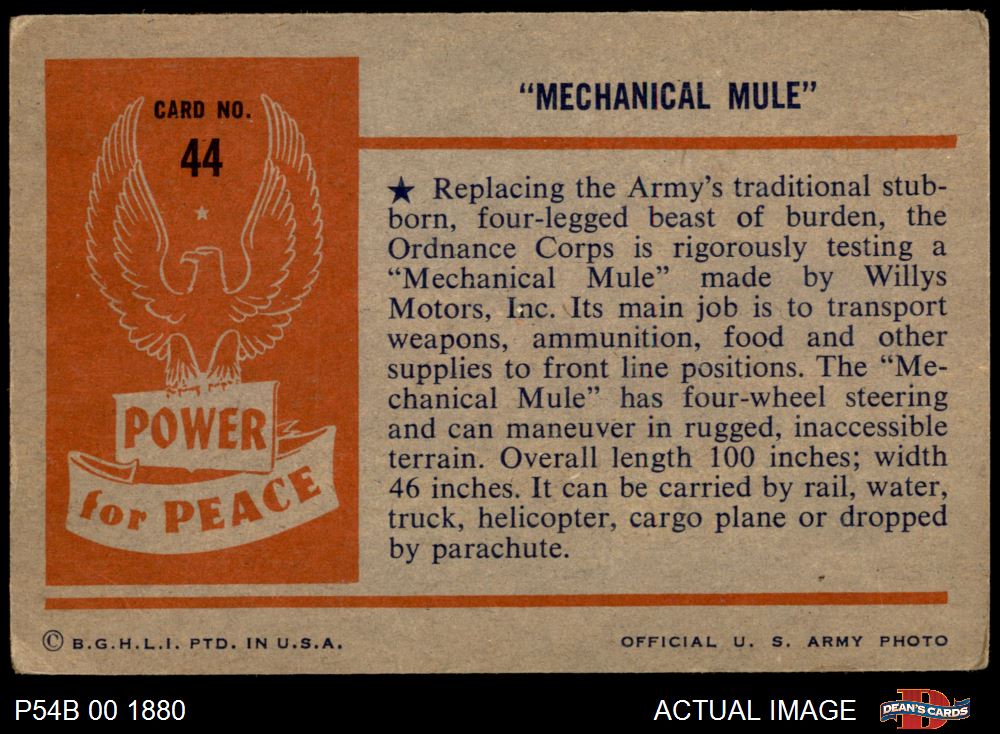 CARD NO.
44
POWER
for PEACE
"MECHANICAL MULE"
★ Replacing the Army's traditional stub-
born, four-legged beast of burden, the
Ordnance Corps is rigorously testing a
"Mechanical Mule" made by Willys
Motors, Inc. Its main job is to transport
weapons, ammunition, food and other
supplies to front line positions. The "Me-
chanical Mule" has four-wheel steering
and can maneuver in rugged, inaccessible
terrain. Overall length 100 inches; width
46 inches. It can be carried by rail, water,
truck, helicopter, cargo plane or dropped
by parachute.
© B.G.H.L.I. PTD. IN U.S.A.
OFFICIAL U. S. ARMY PHOTO
P54B 00 1880
ACTUAL IMAGE
D
DEAN'S CARDS